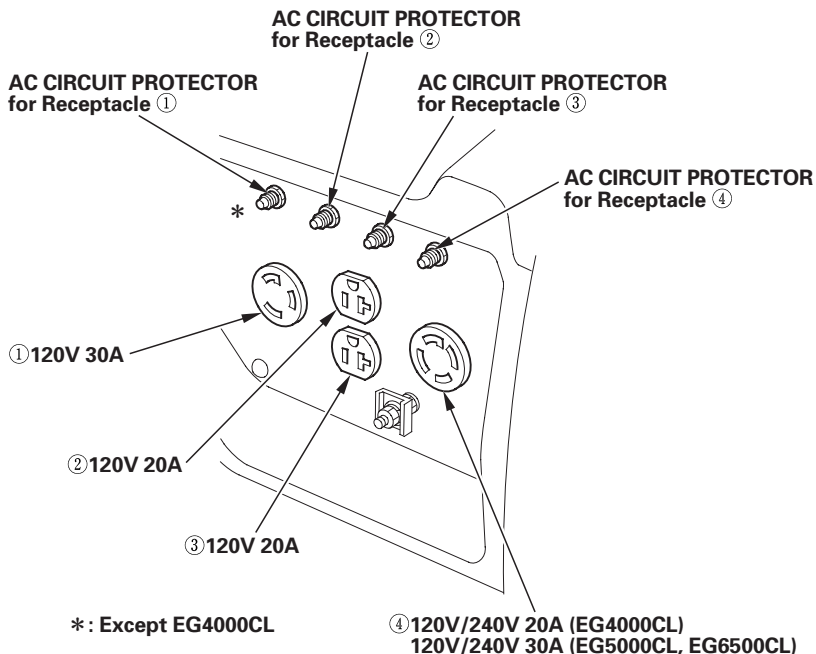 AC CIRCUIT PROTECTOR
for Receptacle ②
AC CIRCUIT PROTECTOR
for Receptacle ①
AC CIRCUIT PROTECTOR
for Receptacle ③
AC CIRCUIT PROTECTOR
for Receptacle ④
*
①120V 30A
②120V 20A
③120V 20A
*: Except EG4000CL
④120V/240V 20A (EG4000CL)
120V/240V 30A (EG5000CL, EG6500CL)